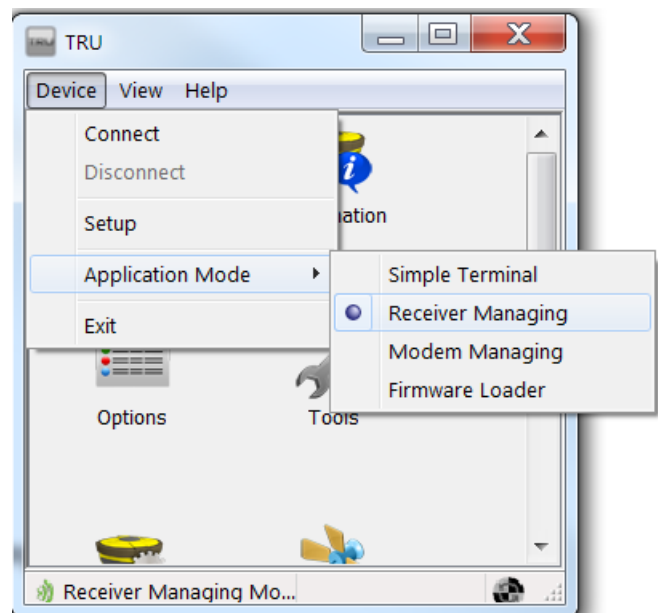 TRU
Device View Help
Connect
Disconnect
Setup
Application Mode
Exit
Simple Terminal
Receiver Managing
Modem Managing
Firmware Loader
Options
Tools
Receiver Managing Mo...